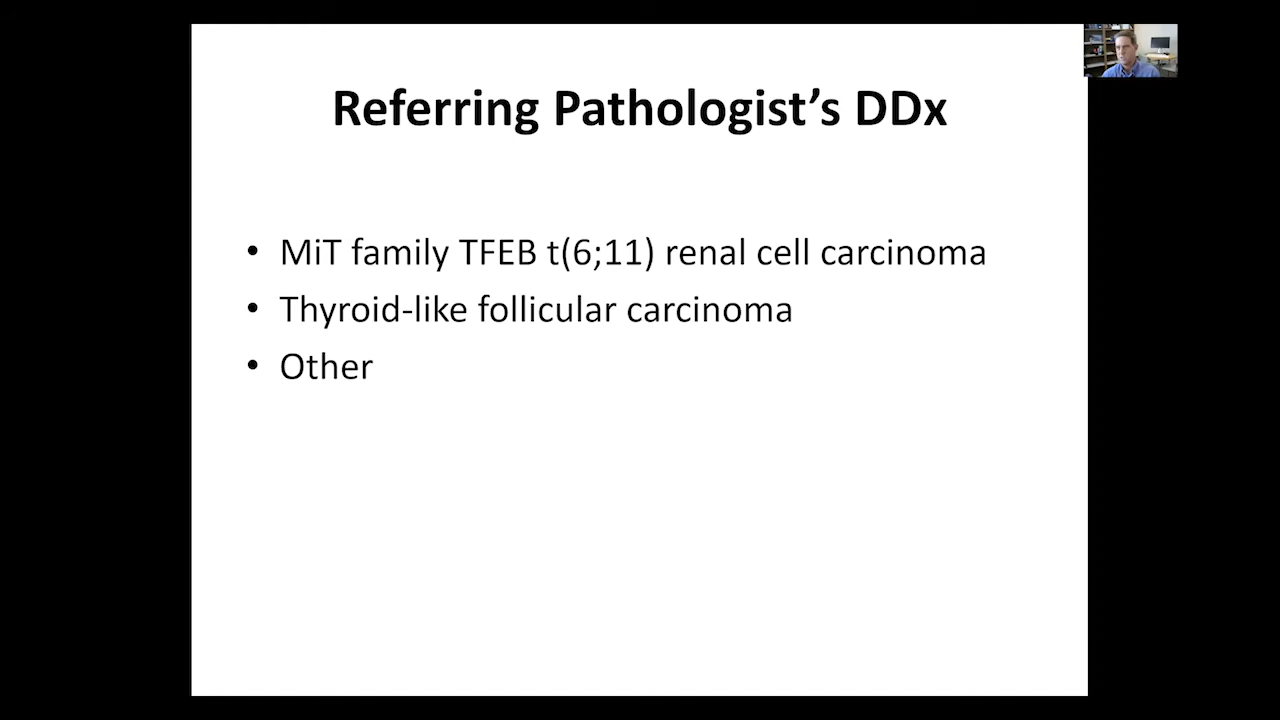 Referring Pathologist’s DDx
• MiT family TFEB t(6;11) renal cell carcinoma
• Thyroid-like follicular carcinoma
• Other